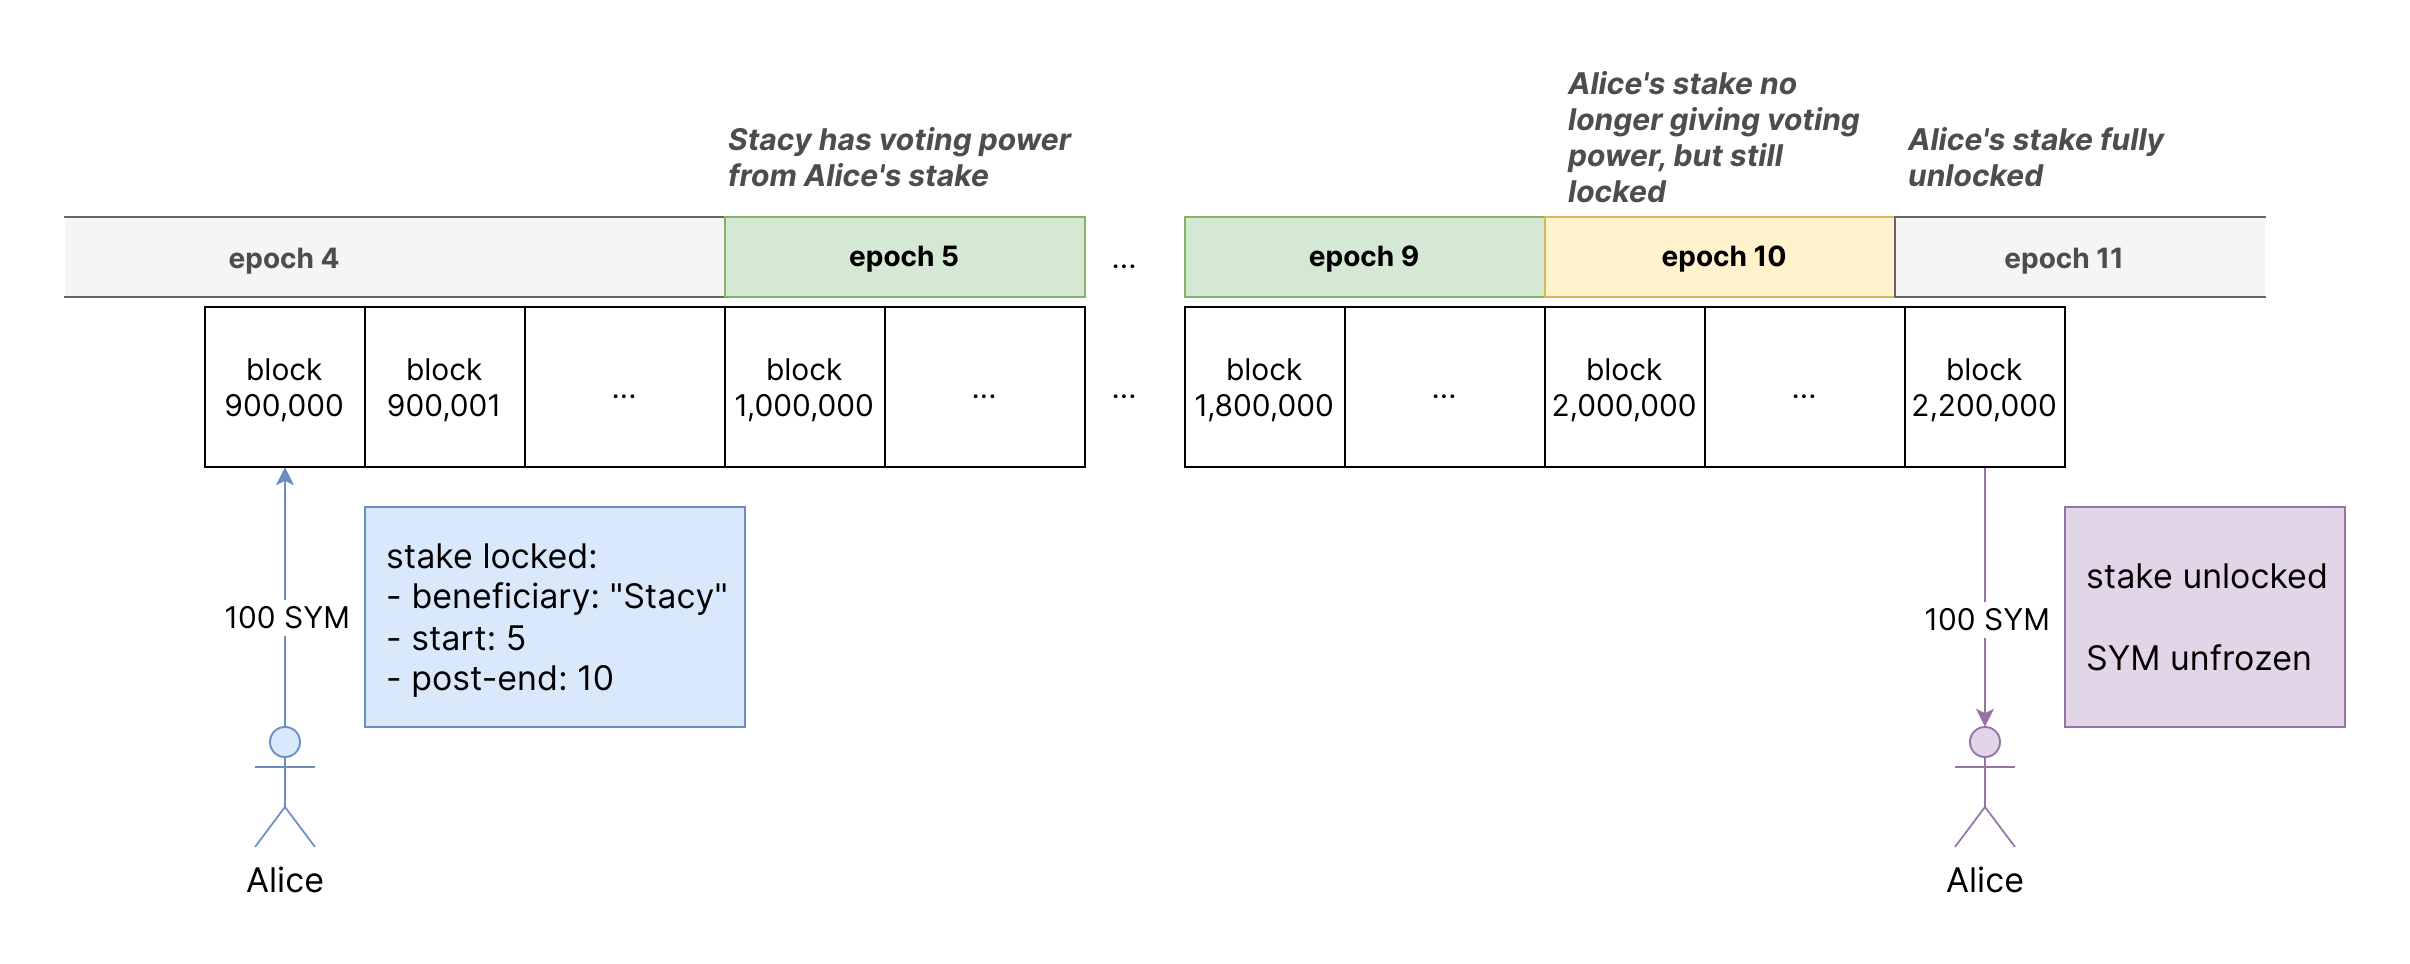 Alice's stake no
longer giving voting
power, but still
locked
Stacy has voting power
from Alice's stake
Alice's stake fully
unlocked
epoch 4
epoch 5
...
epoch 9
epoch 10
epoch 11
block
900,000
block
900,001
...
block
1,000,000
...
...
block
1,800,000
...
block
2,000,000
...
block
2,200,000
100 SYM
stake locked:
- beneficiary: "Stacy"
- start: 5
- post-end: 10
100 SYM
stake unlocked
SYM unfrozen
Alice
Alice